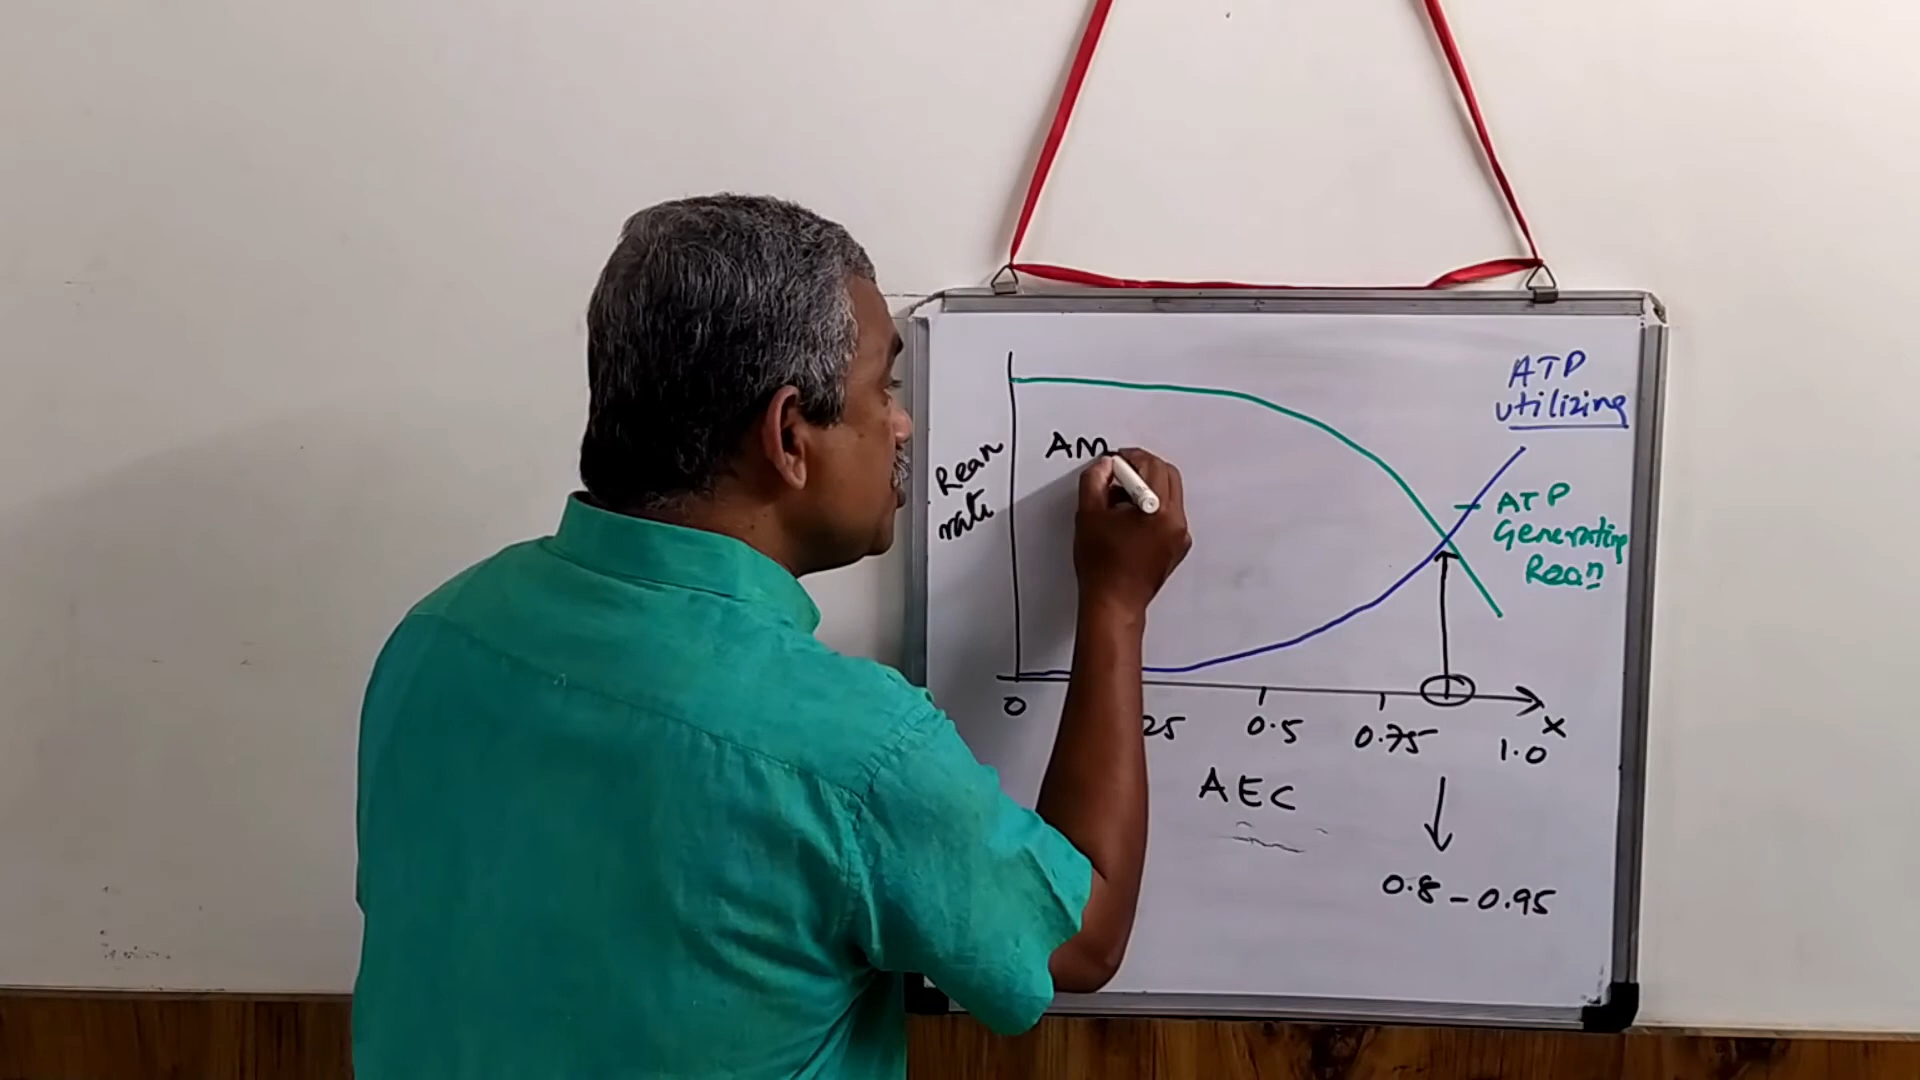 ATP
utilizing
AM
Rean
rate
ATP
Generating
Rean
0
25
0.5
0.75
1.0
x
AEC
0.8-0.95